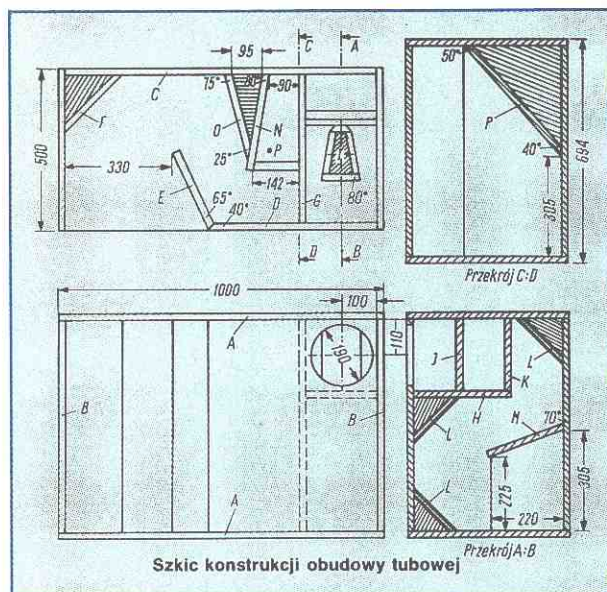 95
C
A
75°
80°
90
50°
C
F
O
N
P
500
P
694
25°
330
40°
E
142
65°
40°
D
G
80°
305
D
B
Przekrój C-D
1000
100
A
190
110
J
L
K
B
B
H
L
M
70°
L
225
305
220
A
Przekrój A-B
Szkic konstrukcji obudowy tubowej